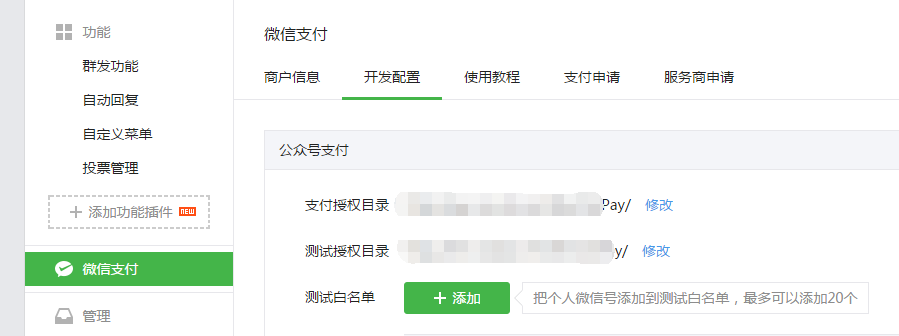 功能
群发功能
自动回复
自定义菜单
投票管理
添加功能插件 NEW
微信支付
管理
微信支付
商户信息 开发配置 使用教程 支付申请 服务商申请
公众号支付
支付授权目录 Pay/ 修改
测试授权目录 y/ 修改
测试白名单 + 添加 把个人微信号添加到测试白名单，最多可以添加20个